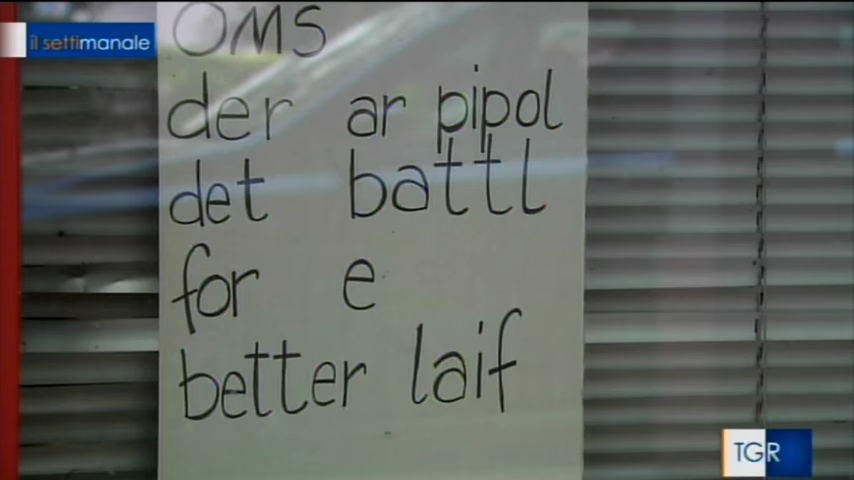 il settimanale
OMS
der ar pipol
det battl
for e
better laif
TGR